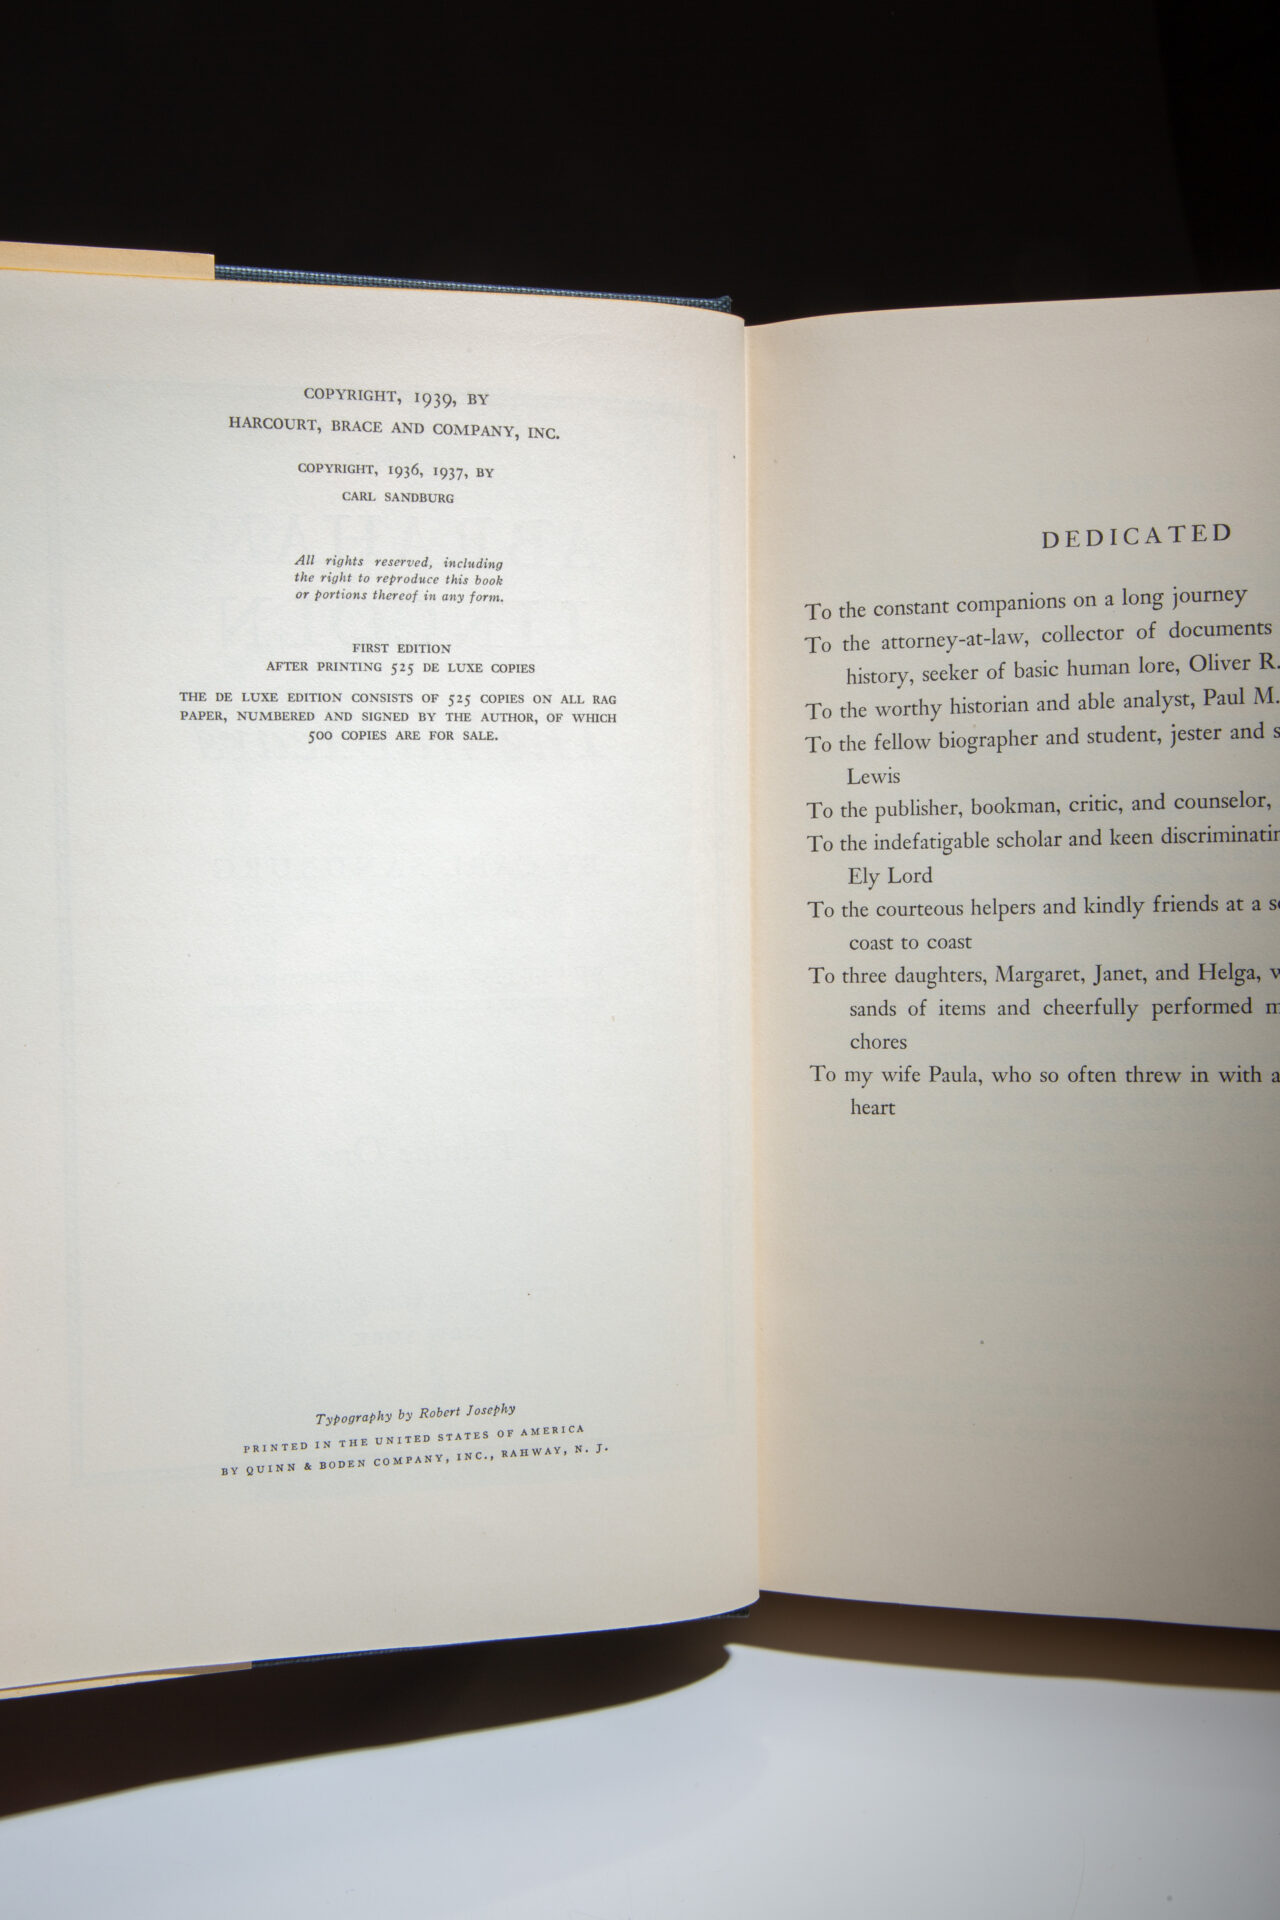 COPYRIGHT, 1939, BY
HARCOURT, BRACE AND COMPANY, INC.
COPYRIGHT, 1936, 1937, BY
CARL SANDBURG
All rights reserved, including
the right to reproduce this book
or portions thereof in any form.
FIRST EDITION
AFTER PRINTING 525 DE LUXE COPIES
THE DE LUXE EDITION CONSISTS OF 525 COPIES ON ALL RAG
PAPER, NUMBERED AND SIGNED BY THE AUTHOR, OF WHICH
500 COPIES ARE FOR SALE.
Typography by Robert Josephy
PRINTED IN THE UNITED STATES OF AMERICA
BY QUINN & BODEN COMPANY, INC., RAHWAY, N. J.
DEDICATED
To the constant companions on a long journey
To the attorney-at-law, collector of documents
history, seeker of basic human lore, Oliver R.
To the worthy historian and able analyst, Paul M.
To the fellow biographer and student, jester and
Lewis
To the publisher, bookman, critic, and counselor,
To the indefatigable scholar and keen
Ely Lord
To the courteous helpers and kindly friends at a
coast to coast
To three daughters, Margaret, Janet, and Helga,
sands of items and cheerfully performed
chores
To my wife Paula, who so often threw in with
heart